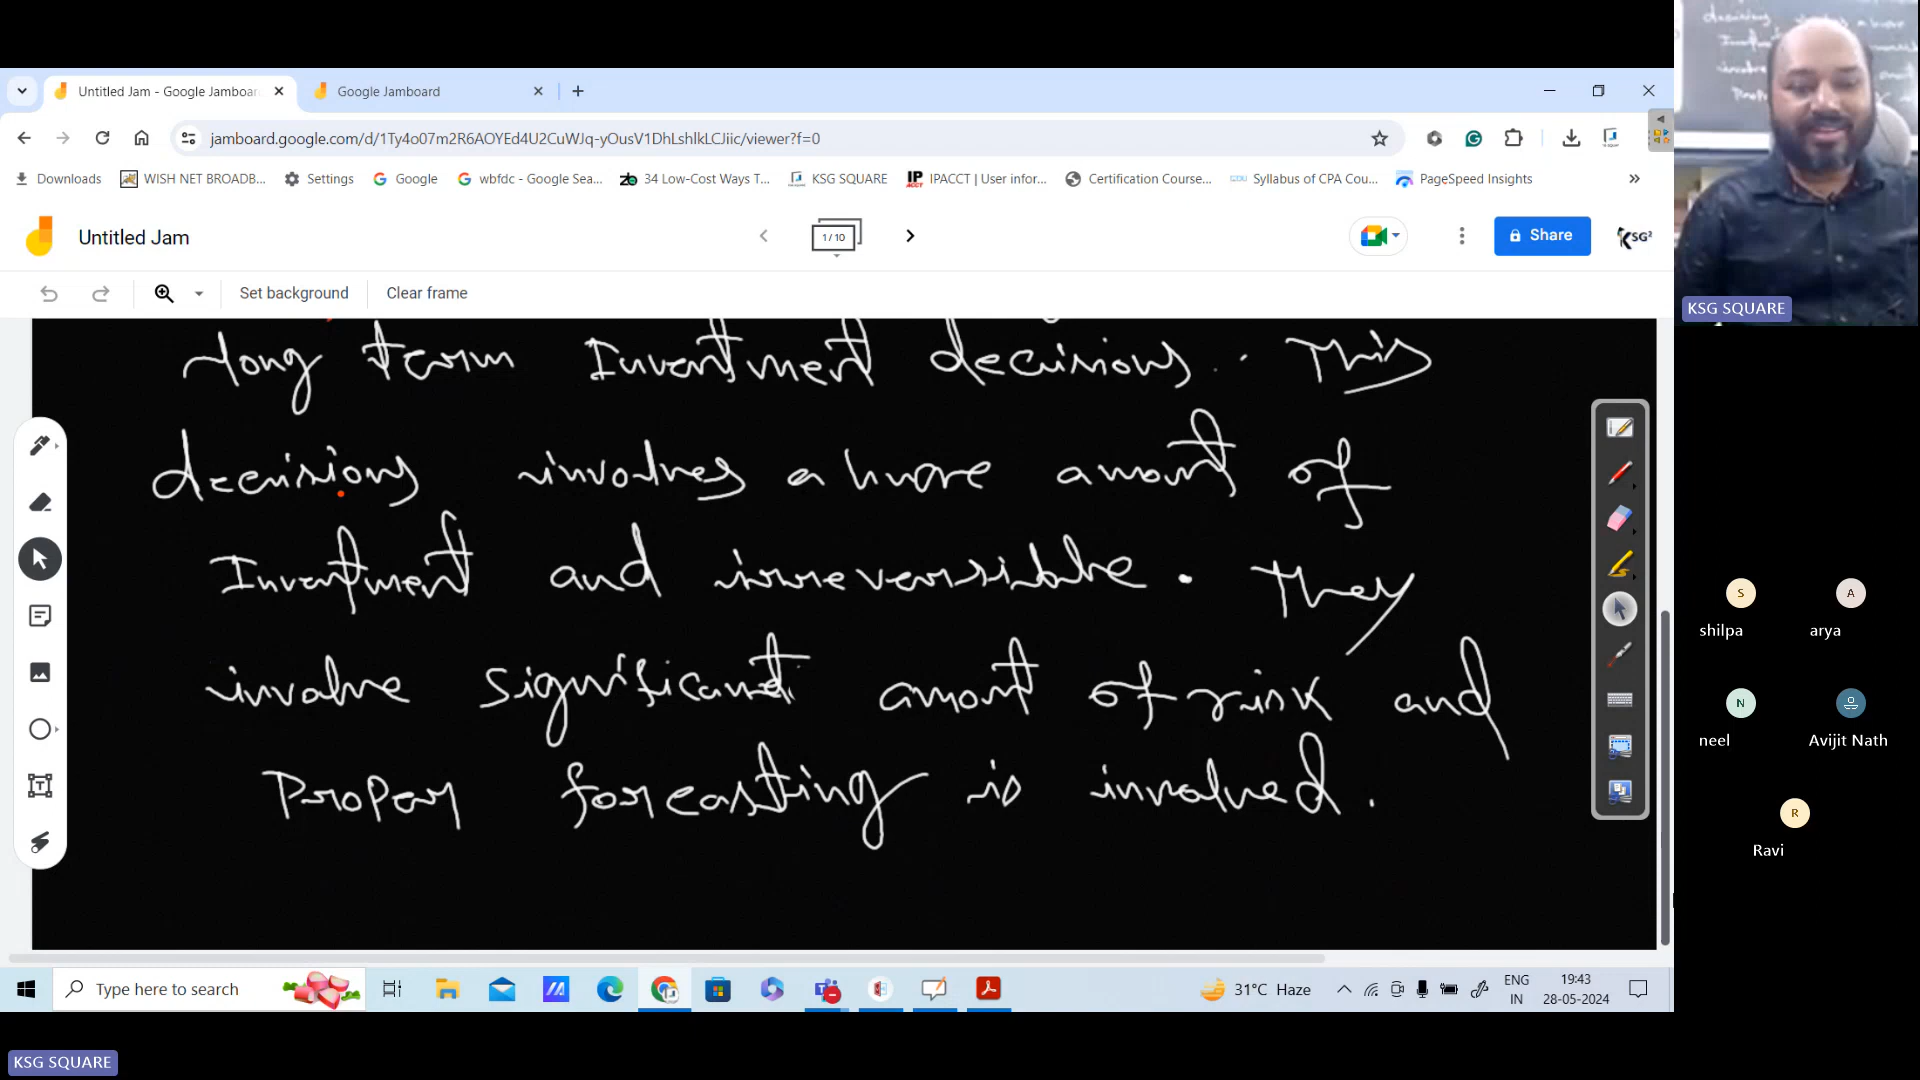 Untitled Jam - Google Jamboar
Google Jamboard
jamboard.google.com/d/1Ty4o07m2R6AOYEd4U2CuWJq-yOusV1DhLshlkLCJiic/viewer?f=0
Downloads
WISH NET BROADB...
Settings
Google
wbfdc - Google Sea...
34 Low-Cost Ways T...
KSG SQUARE
IPACCT | User infor...
Certification Course...
Syllabus of CPA Cou...
PageSpeed Insights
Untitled Jam
1 / 10
Share
KSG²
Set background
Clear frame
long term Investment decisions. This
decisions involves a huge amount of
Investment and irreversible. They
involve significant amount of risk and
Proper forecasting is involved.
KSG SQUARE
S
A
shilpa
arya
N
neel
Avijit Nath
R
Ravi
Type here to search
31°C Haze
ENG
IN
19:43
28-05-2024
KSG SQUARE